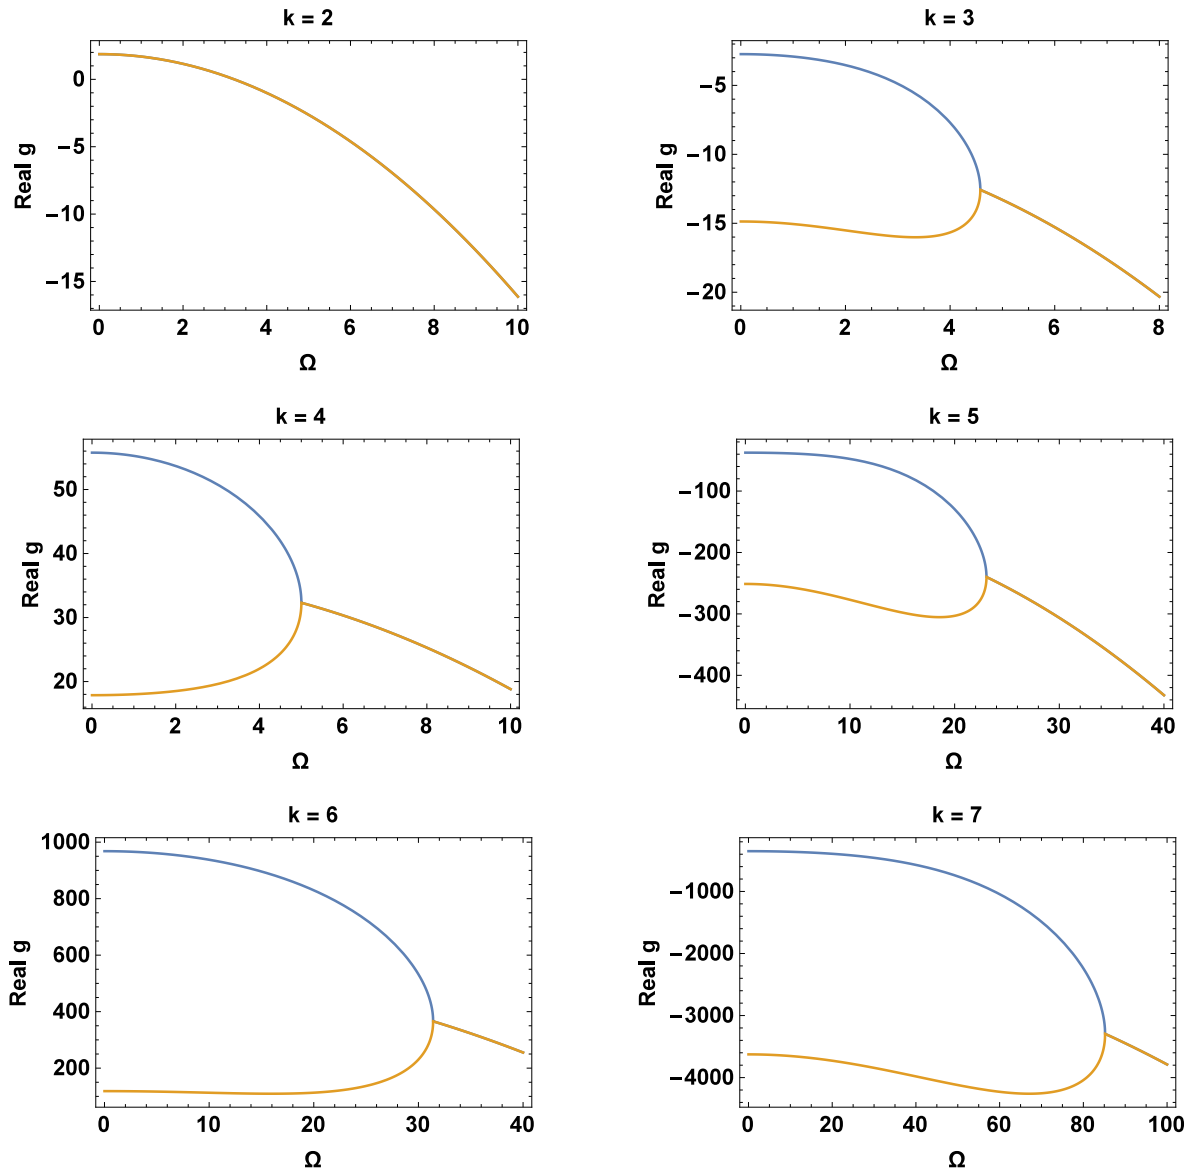 k = 2
Real g
0
−5
−10
−15
0 2 4 6 8 10
Ω
k = 3
Real g
−5
−10
−15
−20
0 2 4 6 8
Ω
k = 4
Real g
50
40
30
20
0 2 4 6 8 10
Ω
k = 5
Real g
−100
−200
−300
−400
0 10 20 30 40
Ω
k = 6
Real g
1000
800
600
400
200
0 10 20 30 40
Ω
k = 7
Real g
−1000
−2000
−3000
−4000
0 20 40 60 80 100
Ω